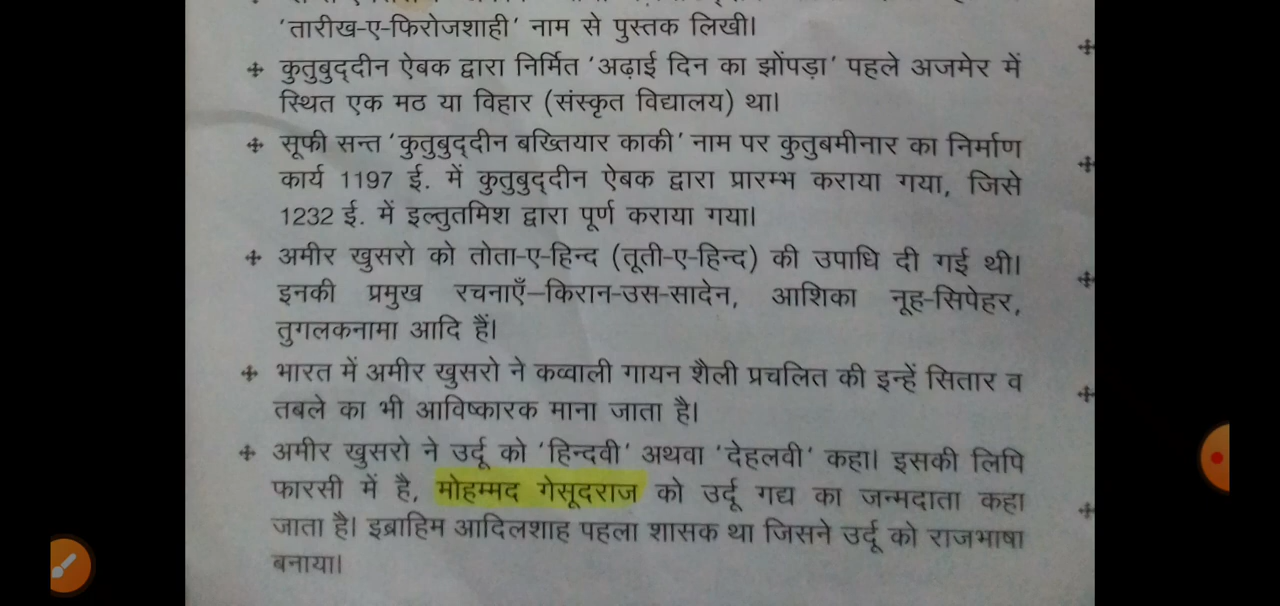 'तारीख-ए-फिरोजशाही' नाम से पुस्तक लिखी।
कुतुबुद्दीन ऐबक द्वारा निर्मित 'अढ़ाई दिन का झोंपड़ा' पहले अजमेर में
स्थित एक मठ या विहार (संस्कृत विद्यालय) था।
सूफी सन्त 'कुतुबुद्दीन बख्तियार काकी' नाम पर कुतुबमीनार का निर्माण
कार्य 1197 ई. में कुतुबुद्दीन ऐबक द्वारा प्रारम्भ कराया गया, जिसे
1232 ई. में इल्तुतमिश द्वारा पूर्ण कराया गया।
अमीर खुसरो को तोता-ए-हिन्द (तूती-ए-हिन्द) की उपाधि दी गई थी।
इनकी प्रमुख रचनाएँ–किरान-उस-सादेन, आशिका नूह-सिपेहर,
तुगलकनामा आदि हैं।
भारत में अमीर खुसरो ने कव्वाली गायन शैली प्रचलित की इन्हें सितार व
तबले का भी आविष्कारक माना जाता है।
अमीर खुसरो ने उर्दू को 'हिन्दवी' अथवा 'देहलवी' कहा। इसकी लिपि
फारसी में है, मोहम्मद गेसूदराज को उर्दू गद्य का जन्मदाता कहा
जाता है। इब्राहिम आदिलशाह पहला शासक था जिसने उर्दू को राजभाषा
बनाया।